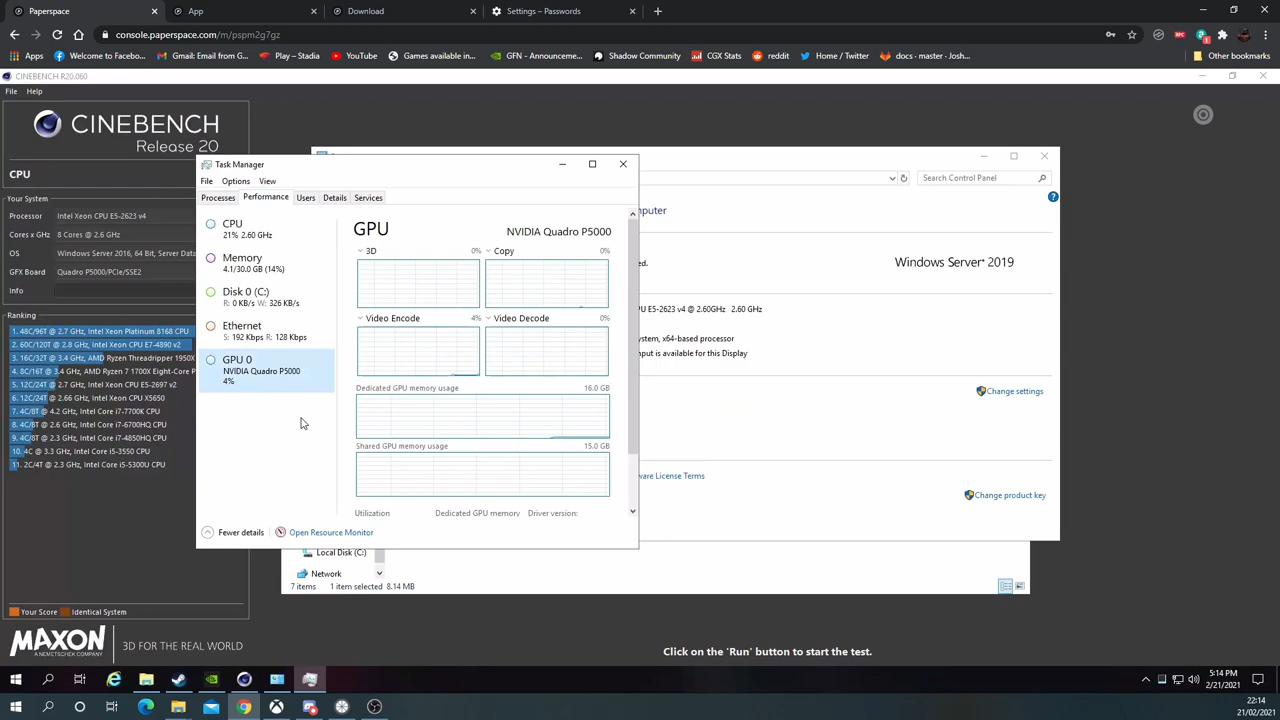 Paperspace
App
Download
Settings – Passwords
console.paperspace.com/m/pspm2g7gz
Apps
Welcome to Facebo...
Gmail: Email from G...
Play – Stadia
YouTube
Games available in...
GFN - Announceme...
Shadow Community
CGX Stats
reddit
Home / Twitter
docs - master - Josh...
Other bookmarks
CINEBENCH R20.060
File
Help
CINEBENCH
Release 20
CPU
Your System
Processor
Intel Xeon CPU E5-2623 v4
Cores x GHz
8 Cores @ 2.6 GHz
OS
Windows Server 2016, 64 Bit, Server Data
GFX Board
Quadro P5000/PCIe/SSE2
Info
Ranking
1. 48C/96T @ 2.7 GHz, Intel Xeon Platinum 8168 CPU
2. 60C/120T @ 2.8 GHz, Intel Xeon CPU E7-4890 v2
3. 16C/32T @ 3.4 GHz, AMD Ryzen Threadripper 1950X
4. 8C/16T @ 3.4 GHz, AMD Ryzen 7 1700X Eight-Core P
5. 12C/24T @ 2.7 GHz, Intel Xeon CPU E5-2697 v2
6. 12C/24T @ 2.6 GHz, Intel Xeon CPU X5650
7. 4C/8T @ 4.2 GHz, Intel Core i7-7700K CPU
8. 4C/8T @ 2.6 GHz, Intel Core i7-6700HQ CPU
9. 4C/8T @ 2.3 GHz, Intel Core i7-4850HQ CPU
10. 4C @ 3.3 GHz, Intel Core i5-3550 CPU
11. 2C/4T @ 2.3 GHz, Intel Core i5-5300U CPU
Your Score
Identical System
MAXON
A NEMETSCHEK COMPANY
3D FOR THE REAL WORLD
Task Manager
File
Options
View
Processes
Performance
Users
Details
Services
CPU
21% 2.60 GHz
Memory
4.1/30.0 GB (14%)
Disk 0 (C:)
R: 0 KB/s W: 326 KB/s
Ethernet
S: 192 Kbps R: 128 Kbps
GPU 0
NVIDIA Quadro P5000
4%
GPU
NVIDIA Quadro P5000
3D
0%
Copy
0%
Video Encode
4%
Video Decode
0%
Dedicated GPU memory usage
16.0 GB
Shared GPU memory usage
15.0 GB
Utilization
Dedicated GPU memory
Driver version:
Fewer details
Open Resource Monitor
Search Control Panel
mputer
ed.
Windows Server 2019
PU E5-2623 v4 @ 2.60GHz 2.60 GHz
ystem, x64-based processor
nput is available for this Display
Change settings
ware License Terms
Change product key
Local Disk (C:)
Network
7 items
1 item selected 8.14 MB
Click on the 'Run' button to start the test.
5:14 PM
2/21/2021
22:14
21/02/2021